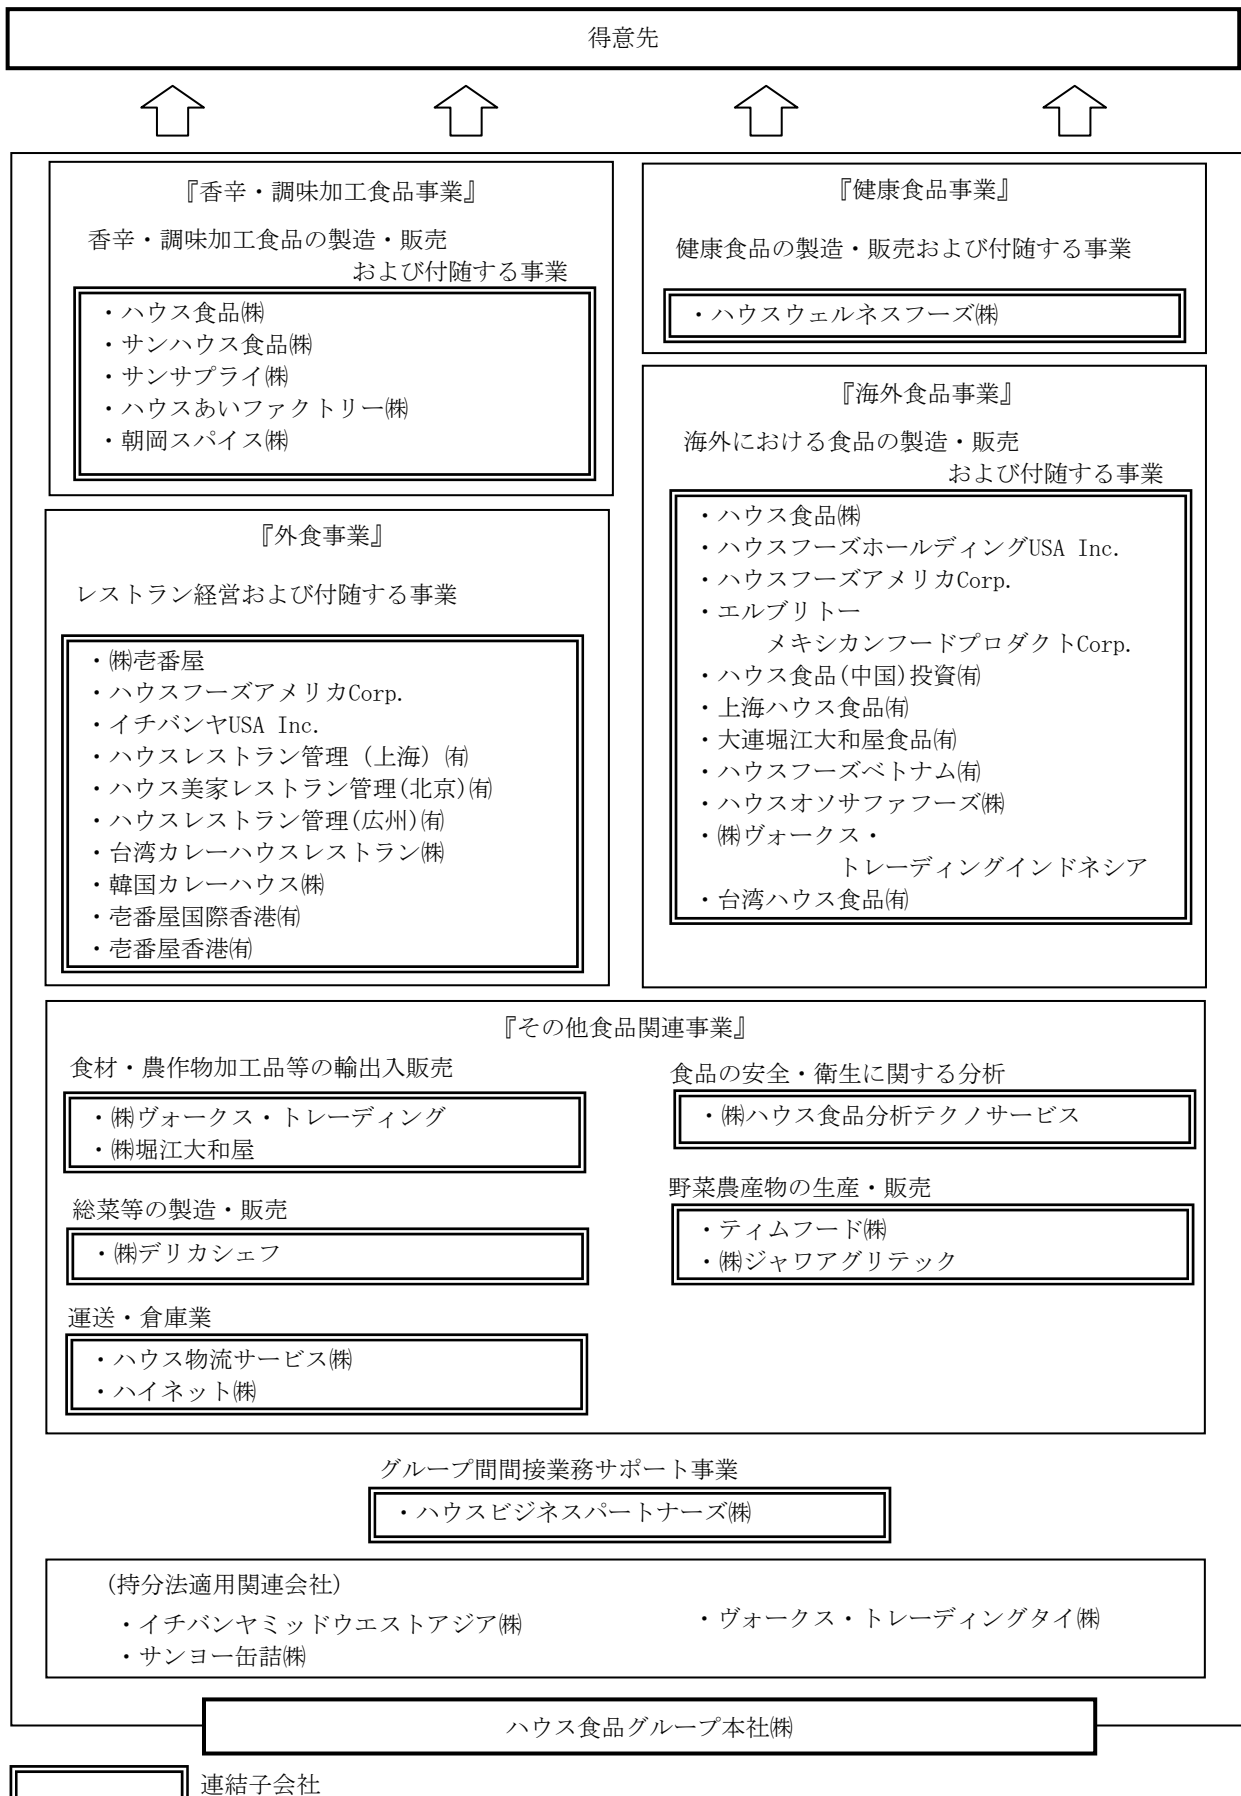 得意先
『香辛・調味加工食品事業』
香辛・調味加工食品の製造・販売
および付随する事業
・ハウス食品㈱
・サンハウス食品㈱
・サンサプライ㈱
・ハウスあいファクトリー㈱
・朝岡スパイス㈱
『健康食品事業』
健康食品の製造・販売および付随する事業
・ハウスウェルネスフーズ㈱
『外食事業』
レストラン経営および付随する事業
・㈱壱番屋
・ハウスフーズアメリカCorp.
・イチバンヤUSA Inc.
・ハウスレストラン管理（上海）㈲
・ハウス美家レストラン管理(北京)㈲
・ハウスレストラン管理(広州)㈲
・台湾カレーハウスレストラン㈱
・韓国カレーハウス㈱
・壱番屋国際香港㈲
・壱番屋香港㈲
『海外食品事業』
海外における食品の製造・販売
および付随する事業
・ハウス食品㈱
・ハウスフーズホールディングUSA Inc.
・ハウスフーズアメリカCorp.
・エルブリトー
メキシカンフードプロダクトCorp.
・ハウス食品(中国)投資㈲
・上海ハウス食品㈲
・大連堀江大和屋食品㈲
・ハウスフーズベトナム㈲
・ハウスオソサファフーズ㈱
・㈱ヴォークス・
トレーディングインドネシア
・台湾ハウス食品㈲
『その他食品関連事業』
食材・農作物加工品等の輸出入販売
・㈱ヴォークス・トレーディング
・㈱堀江大和屋
総菜等の製造・販売
・㈱デリカシェフ
運送・倉庫業
・ハウス物流サービス㈱
・ハイネット㈱
食品の安全・衛生に関する分析
・㈱ハウス食品分析テクノサービス
野菜農産物の生産・販売
・ティムフード㈱
・㈱ジャワアグリテック
グループ間間接業務サポート事業
・ハウスビジネスパートナーズ㈱
(持分法適用関連会社)
・イチバンヤミッドウエストアジア㈱
・サンヨー缶詰㈱
・ヴォークス・トレーディングタイ㈱
ハウス食品グループ本社㈱
連結子会社